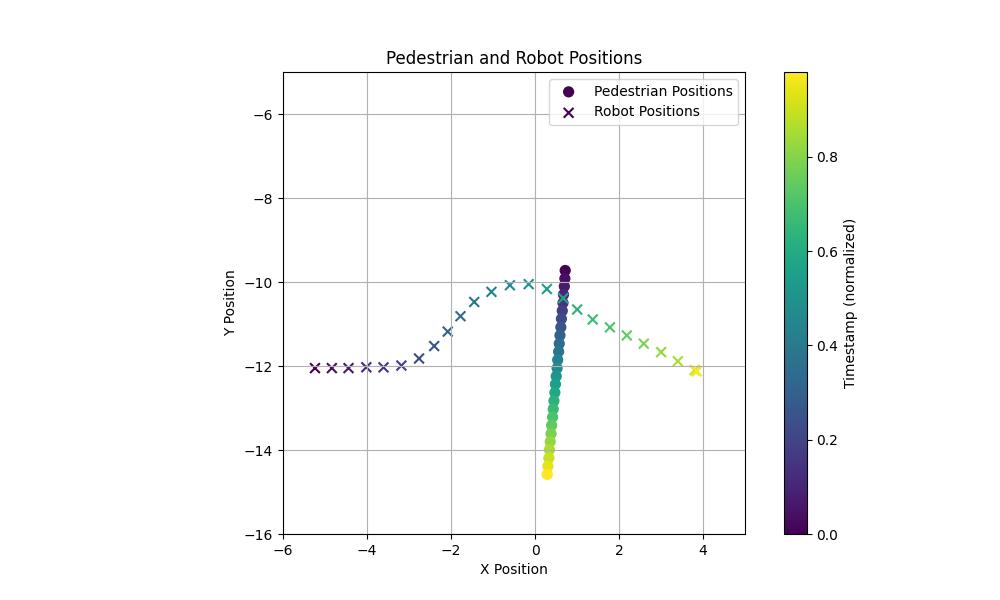 Pedestrian and Robot Positions
Pedestrian Positions
Robot Positions
Y Position
−6
−8
−10
−12
−14
−16
−6
−4
−2
0
2
4
X Position
0.8
0.6
0.4
0.2
0.0
Timestamp (normalized)